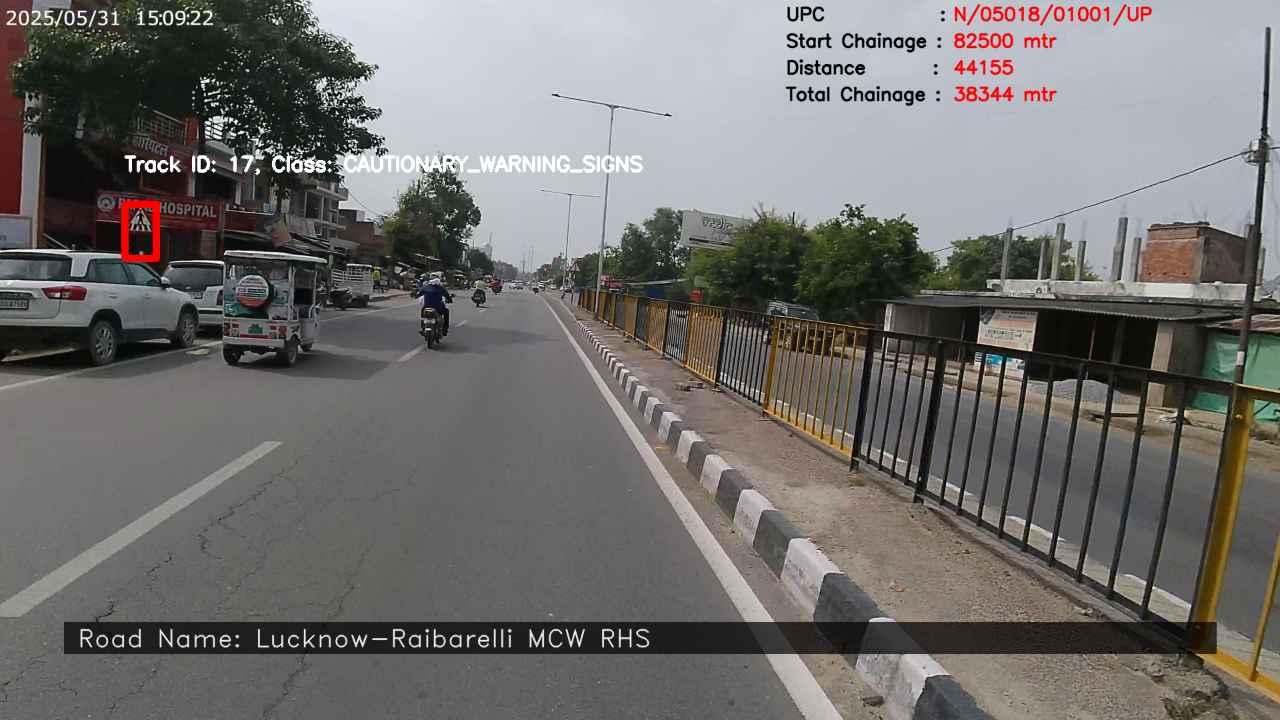 2025/05/31 15:09:22
UPC : N/05018/01001/UP
Start Chainage : 82500 mtr
Distance : 44155
Total Chainage : 38344 mtr
Track ID: 17, Class: CAUTIONARY_WARNING_SIGNS
HOSPITAL
Road Name: Lucknow-Raibarelli MCW RHS